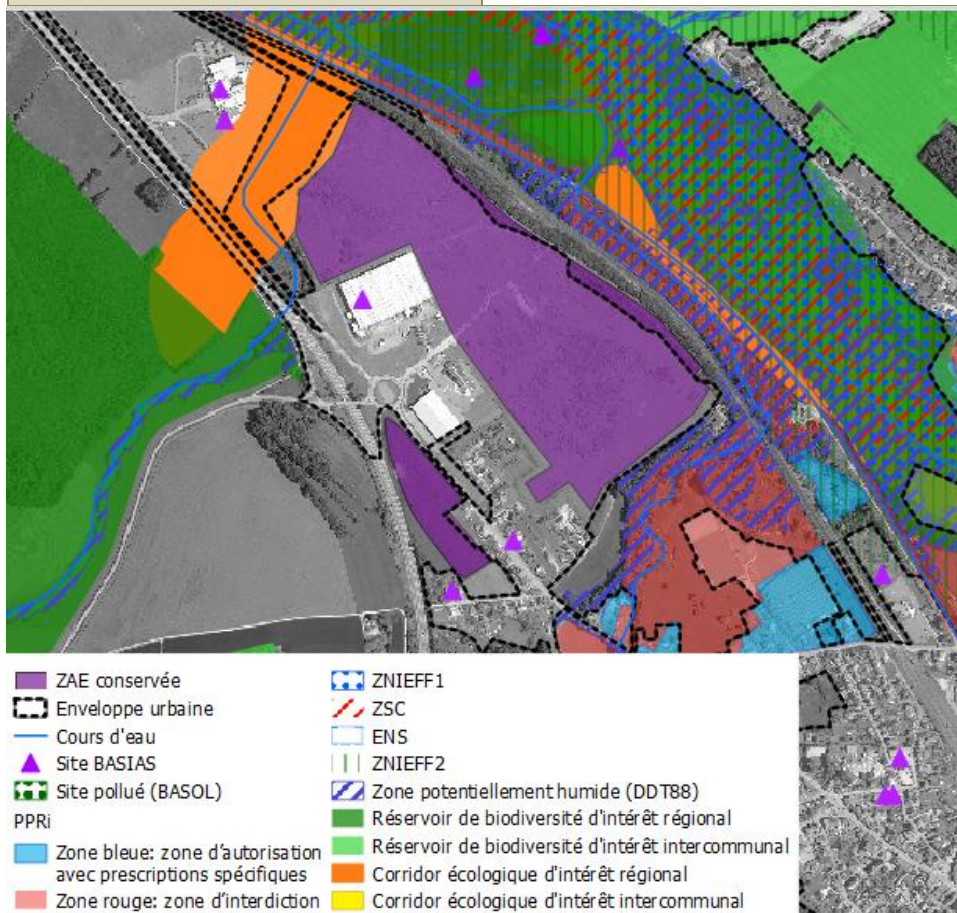 ZAE conservée
Enveloppe urbaine
Cours d'eau
Site BASIAS
Site pollué (BASOL)
PPRi
Zone bleue: zone d'autorisation
avec prescriptions spécifiques
Zone rouge: zone d'interdiction
ZNIEFF1
ZSC
ENS
ZNIEFF2
Zone potentiellement humide (DDT88)
Réservoir de biodiversité d'intérêt régional
Réservoir de biodiversité d'intérêt intercommunal
Corridor écologique d'intérêt régional
Corridor écologique d'intérêt intercommunal